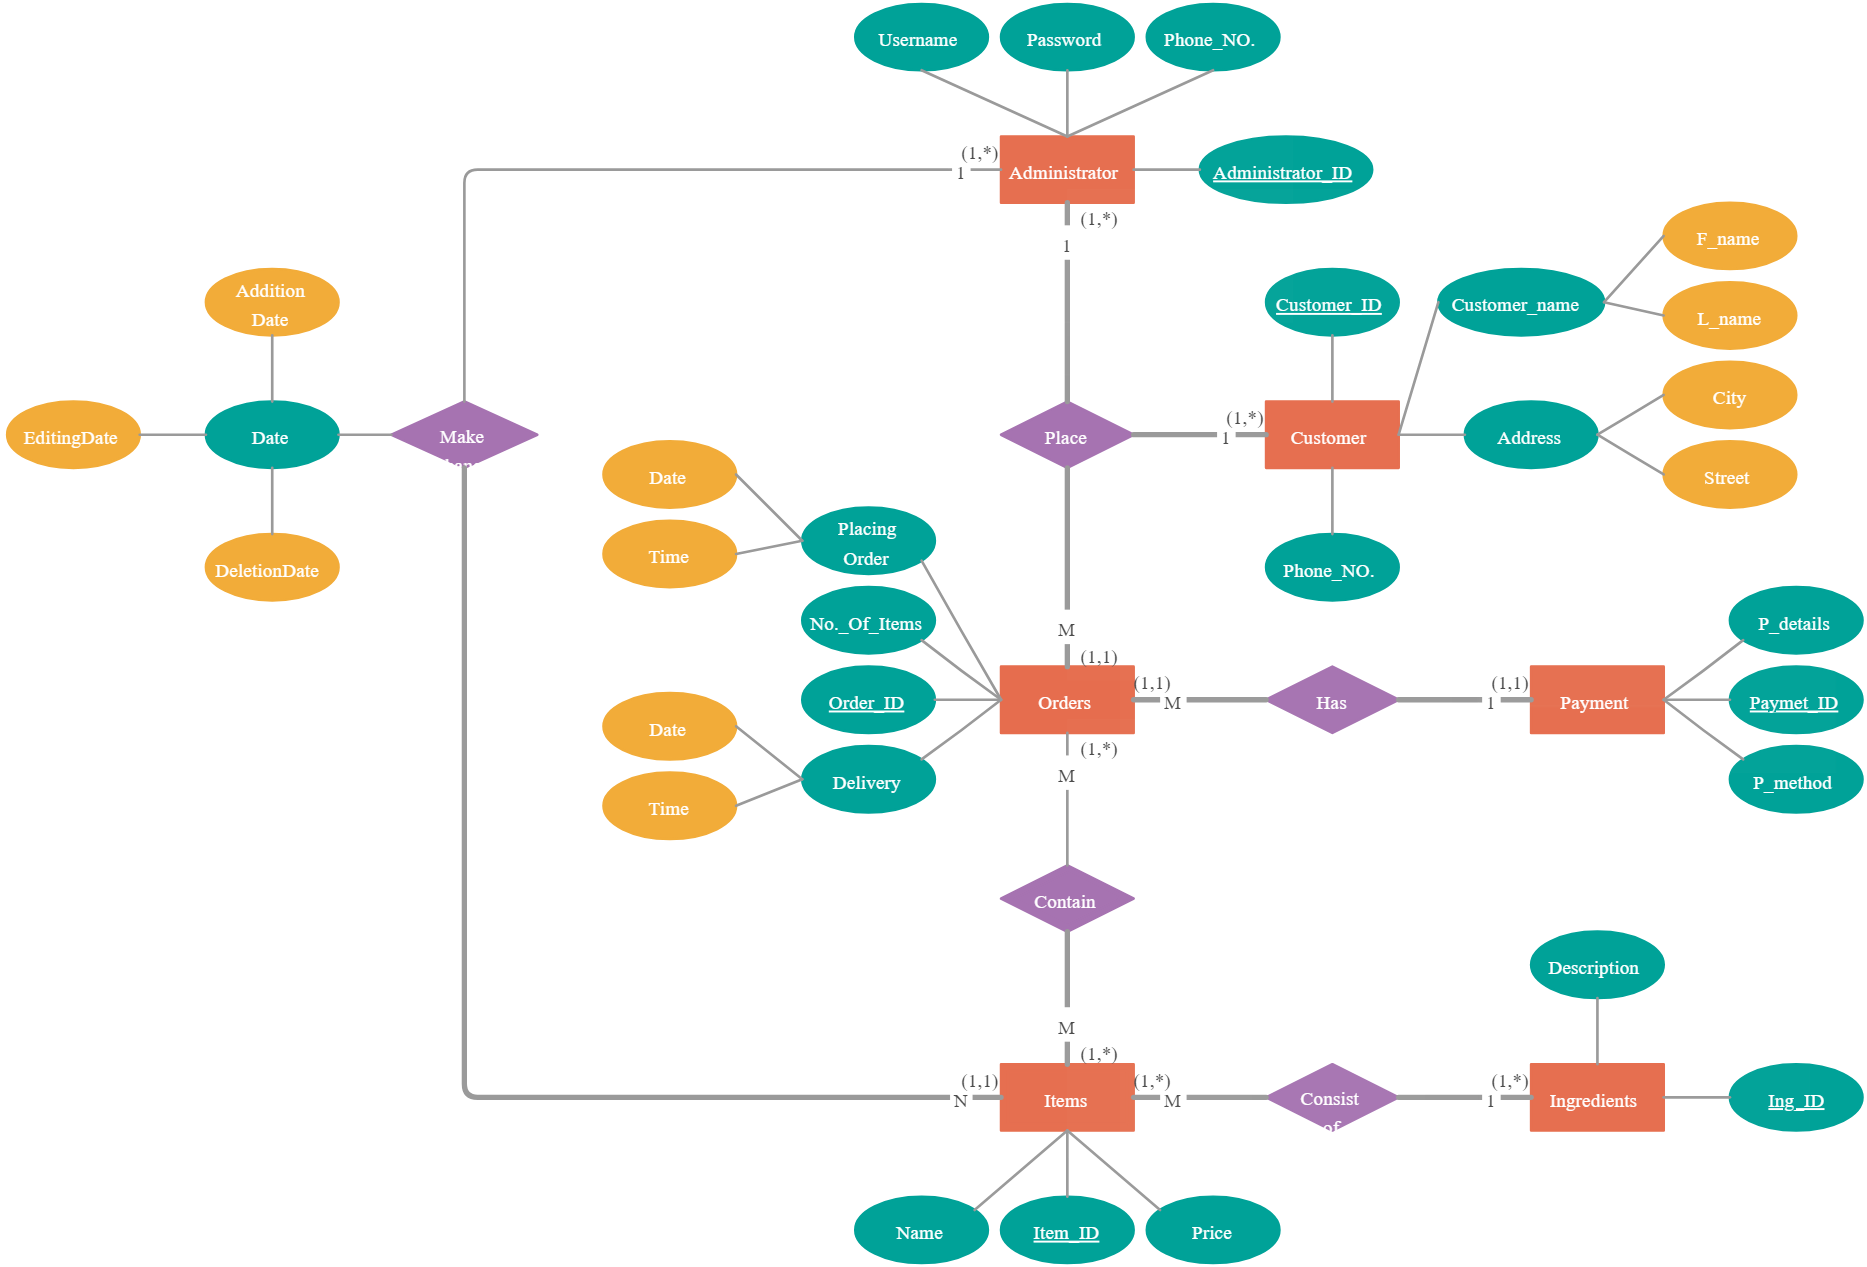 Username
Password
Phone_NO.
(1,*)
1
Administrator
Administrator_ID
(1,*)
1
F_name
Addition
Date
Customer_ID
Customer_name
L_name
City
EditingDate
Date
Make
Place
(1,*)
1
Customer
Address
Date
Street
Placing
Order
Time
DeletionDate
Phone_NO.
No._Of_Items
M
P_details
(1,1)
Order_ID
Orders
(1,1)
M
Has
(1,1)
1
Payment
Paymet_ID
Date
(1,*)
M
Delivery
Time
P_method
Contain
Description
M
(1,*)
(1,1)
N
Items
(1,*)
M
Consist
of
(1,*)
1
Ingredients
Ing_ID
Name
Item_ID
Price